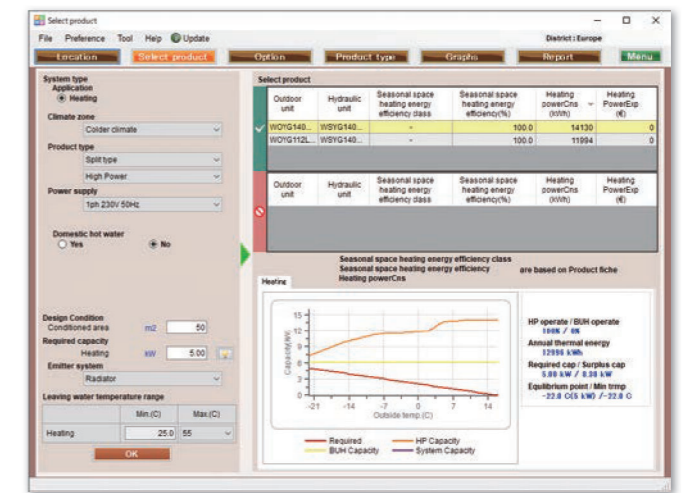 Select product
File Preference Tool Help Update District : Europe
Location Select product Option Product type Graphs Report Menu
System type
Application
Heating
Climate zone
Colder climate
Product type
Split type
High Power
Power supply
1ph 230V 50Hz
Domestic hot water
Yes No
Design Condition
Conditioned area m2 50
Required capacity
Heating kW 5.00
Emitter system
Radiator
Leaving water temperature range
Min.(C) Max.(C)
Heating 25.0 55
OK
Select product
Outdoor unit Hydraulic unit Seasonal space heating energy efficiency class Seasonal space heating energy efficiency(%) Heating powerCns (kWh) Heating PowerExp (€)
WOYG140... WSYG140... - 100.0 14130 0
WOYG112L... WSYG140... - 100.0 11994 0
Outdoor unit Hydraulic unit Seasonal space heating energy efficiency class Seasonal space heating energy efficiency(%) Heating powerCns (kWh) Heating PowerExp (€)
Seasonal space heating energy efficiency class
Seasonal space heating energy efficiency are based on Product fiche
Heating powerCns
Heating
Capacity(kW)
15
12
9
6
3
0
-21 -14 -7 0 7 14
Outside temp.(C)
Required HP Capacity
BUH Capacity System Capacity
HP operate / BUH operate
100% / 0%
Annual thermal energy
12996 kWh
Required cap / Surplus cap
5.00 kW / 0.30 kW
Equilibrium point / Min tmp
-22.0 C(5 kW) /-22.0 C